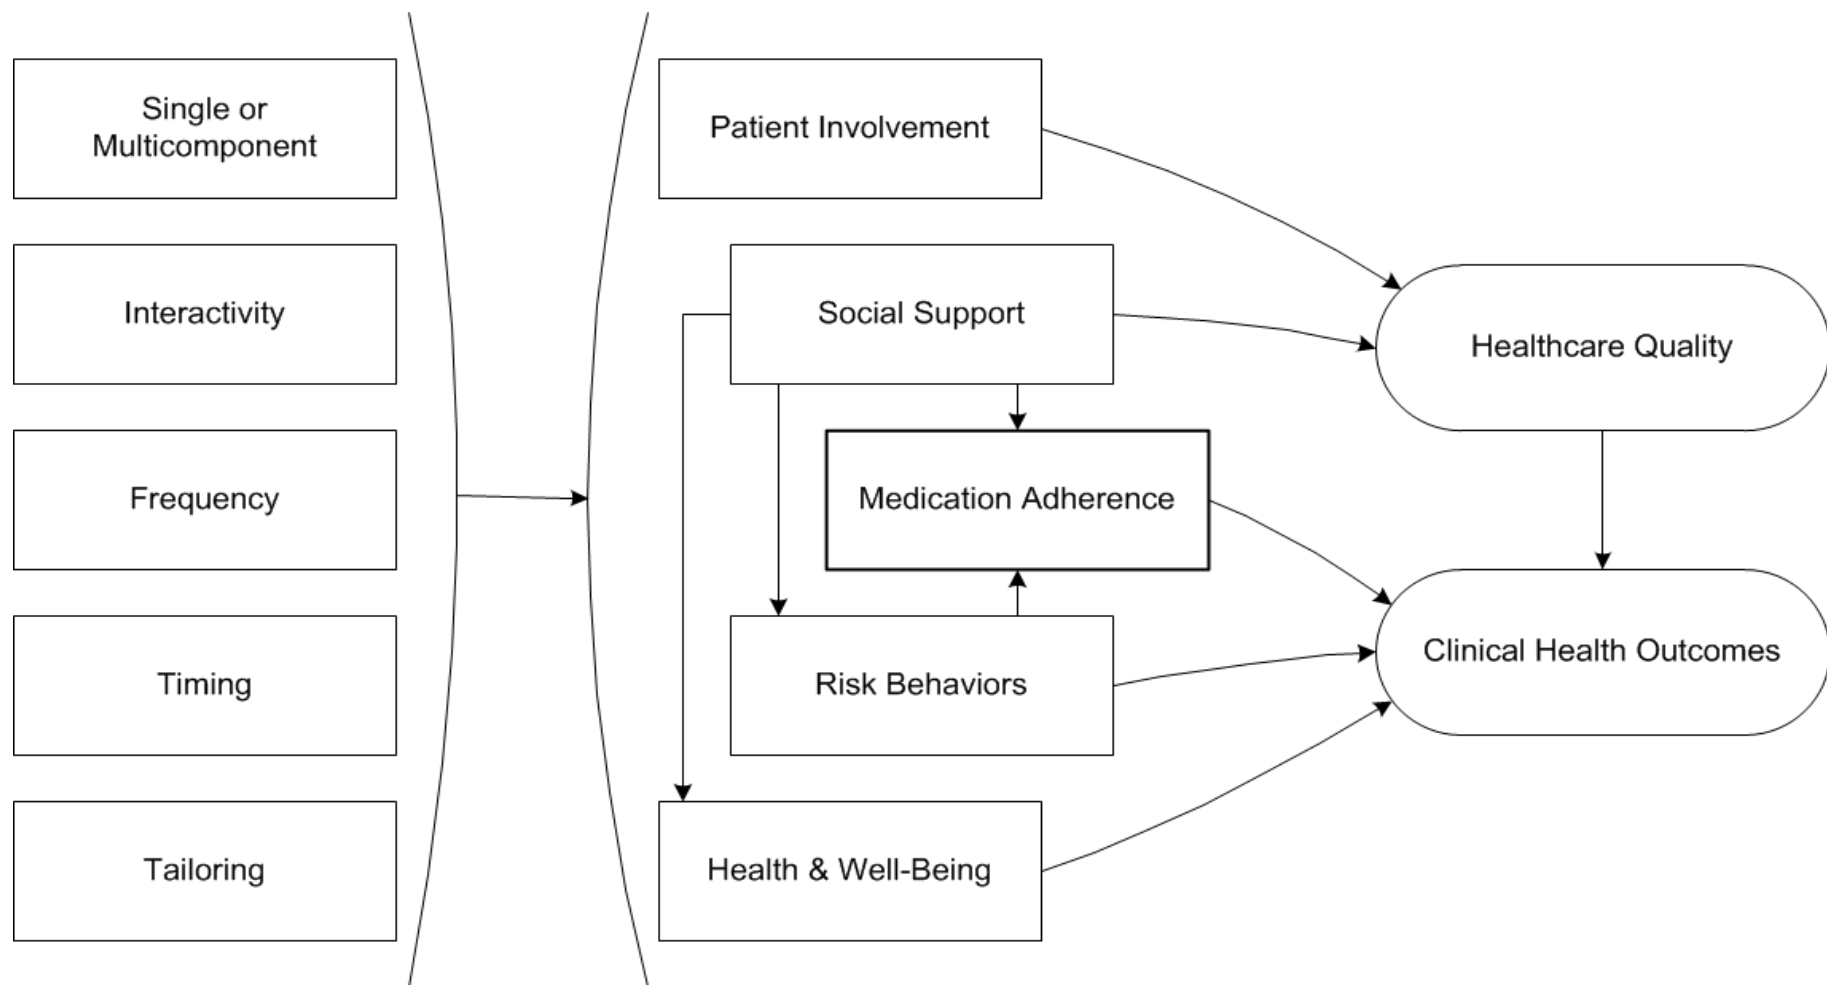 Single or
Multicomponent
Interactivity
Frequency
Timing
Tailoring
Patient Involvement
Social Support
Medication Adherence
Risk Behaviors
Health & Well-Being
Healthcare Quality
Clinical Health Outcomes